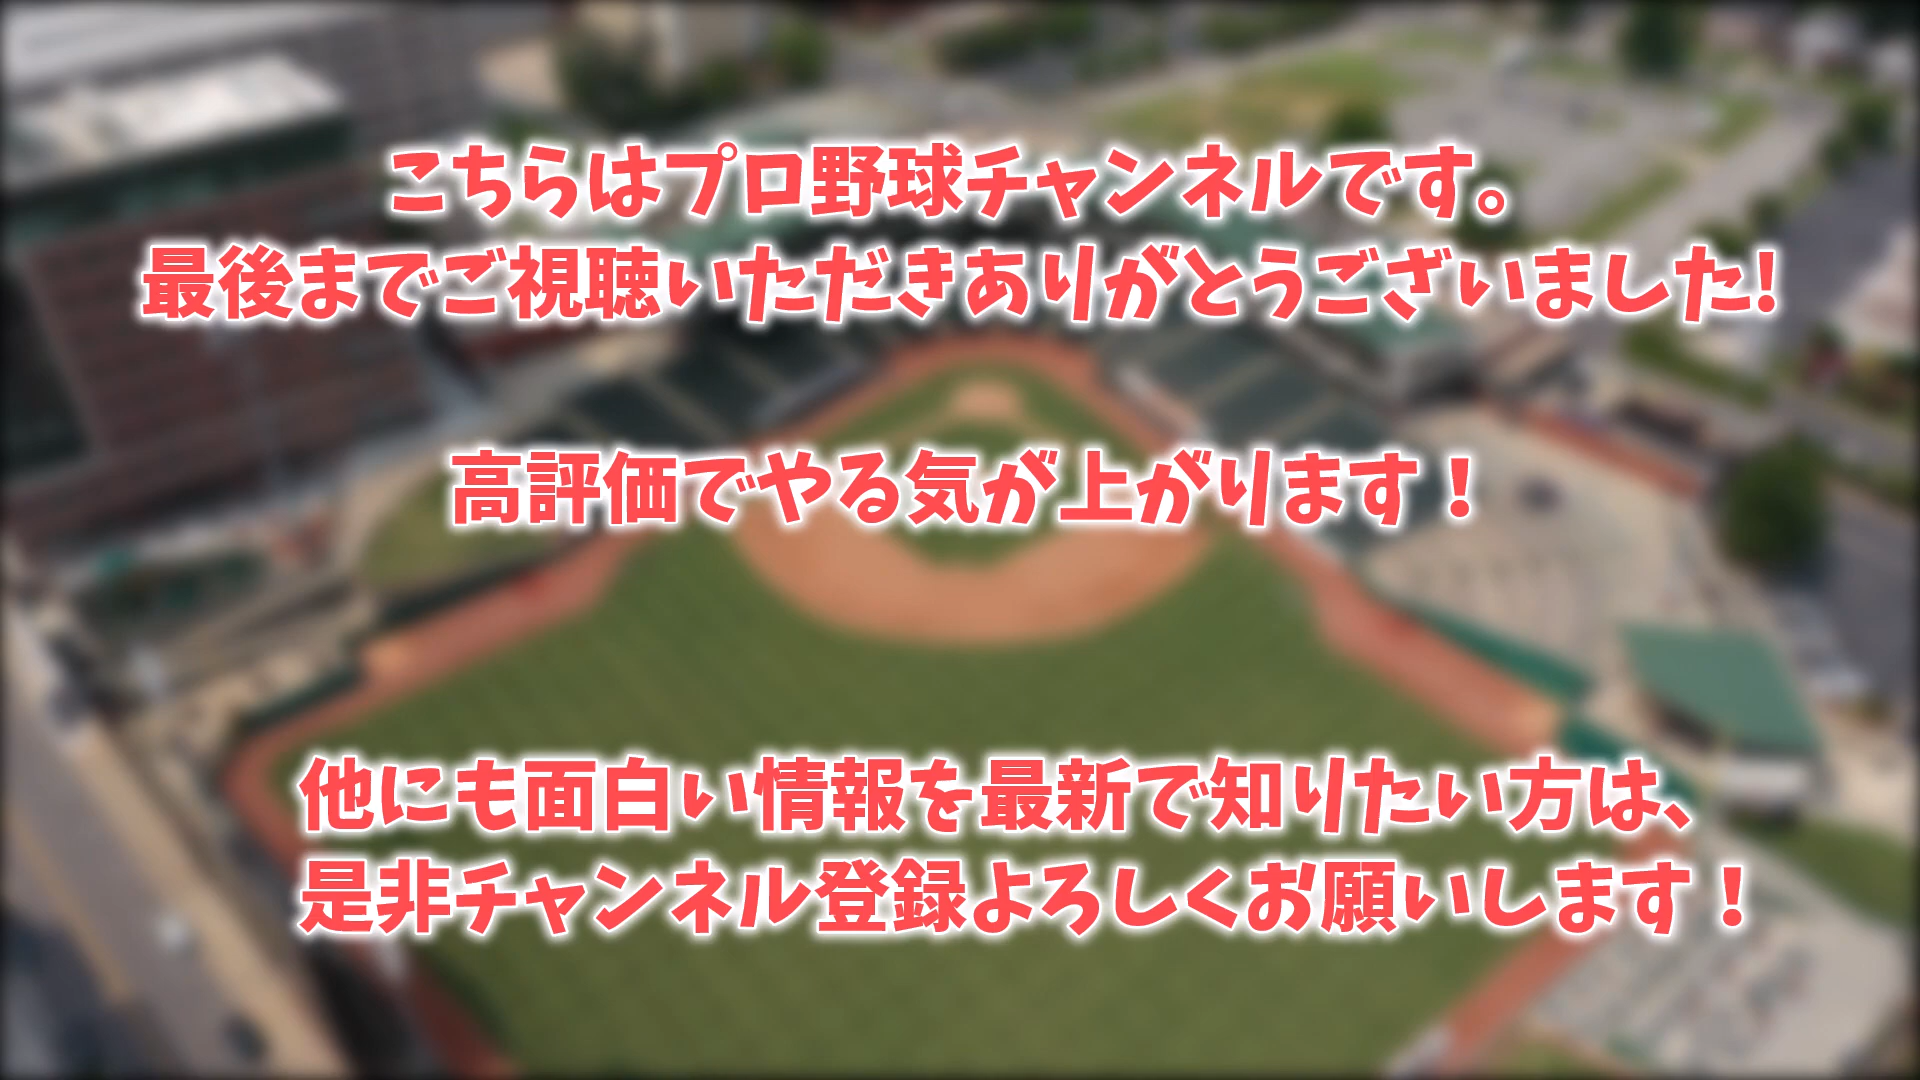 こちらはプロ野球チャンネルです。
最後までご視聴いただきありがとうございました!
高評価でやる気が上がります！
他にも面白い情報を最新で知りたい方は、
是非チャンネル登録よろしくお願いします！